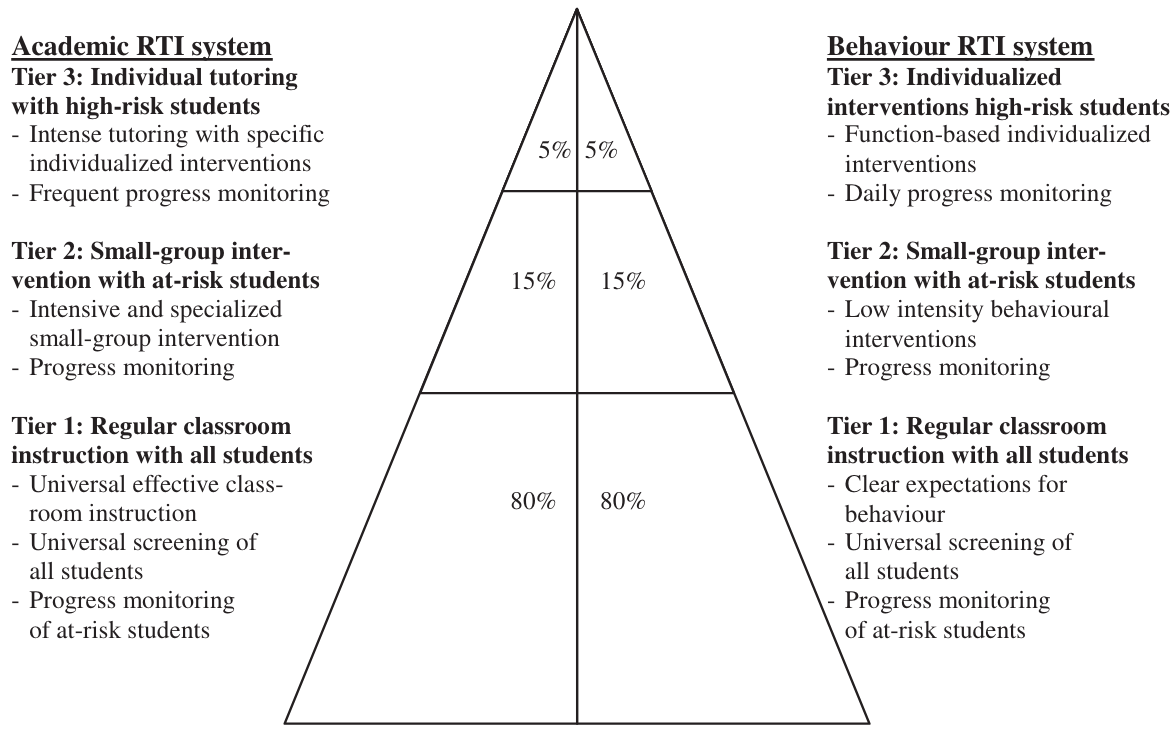 Academic RTI system
Tier 3: Individual tutoring
with high-risk students
- Intense tutoring with specific
individualized interventions
- Frequent progress monitoring
Tier 2: Small-group inter-
vention with at-risk students
- Intensive and specialized
small-group intervention
- Progress monitoring
Tier 1: Regular classroom
instruction with all students
- Universal effective class-
room instruction
- Universal screening of
all students
- Progress monitoring
of at-risk students
5% 5%
15% 15%
80% 80%
Behaviour RTI system
Tier 3: Individualized
interventions high-risk students
- Function-based individualized
interventions
- Daily progress monitoring
Tier 2: Small-group inter-
vention with at-risk students
- Low intensity behavioural
interventions
- Progress monitoring
Tier 1: Regular classroom
instruction with all students
- Clear expectations for
behaviour
- Universal screening of
all students
- Progress monitoring
of at-risk students